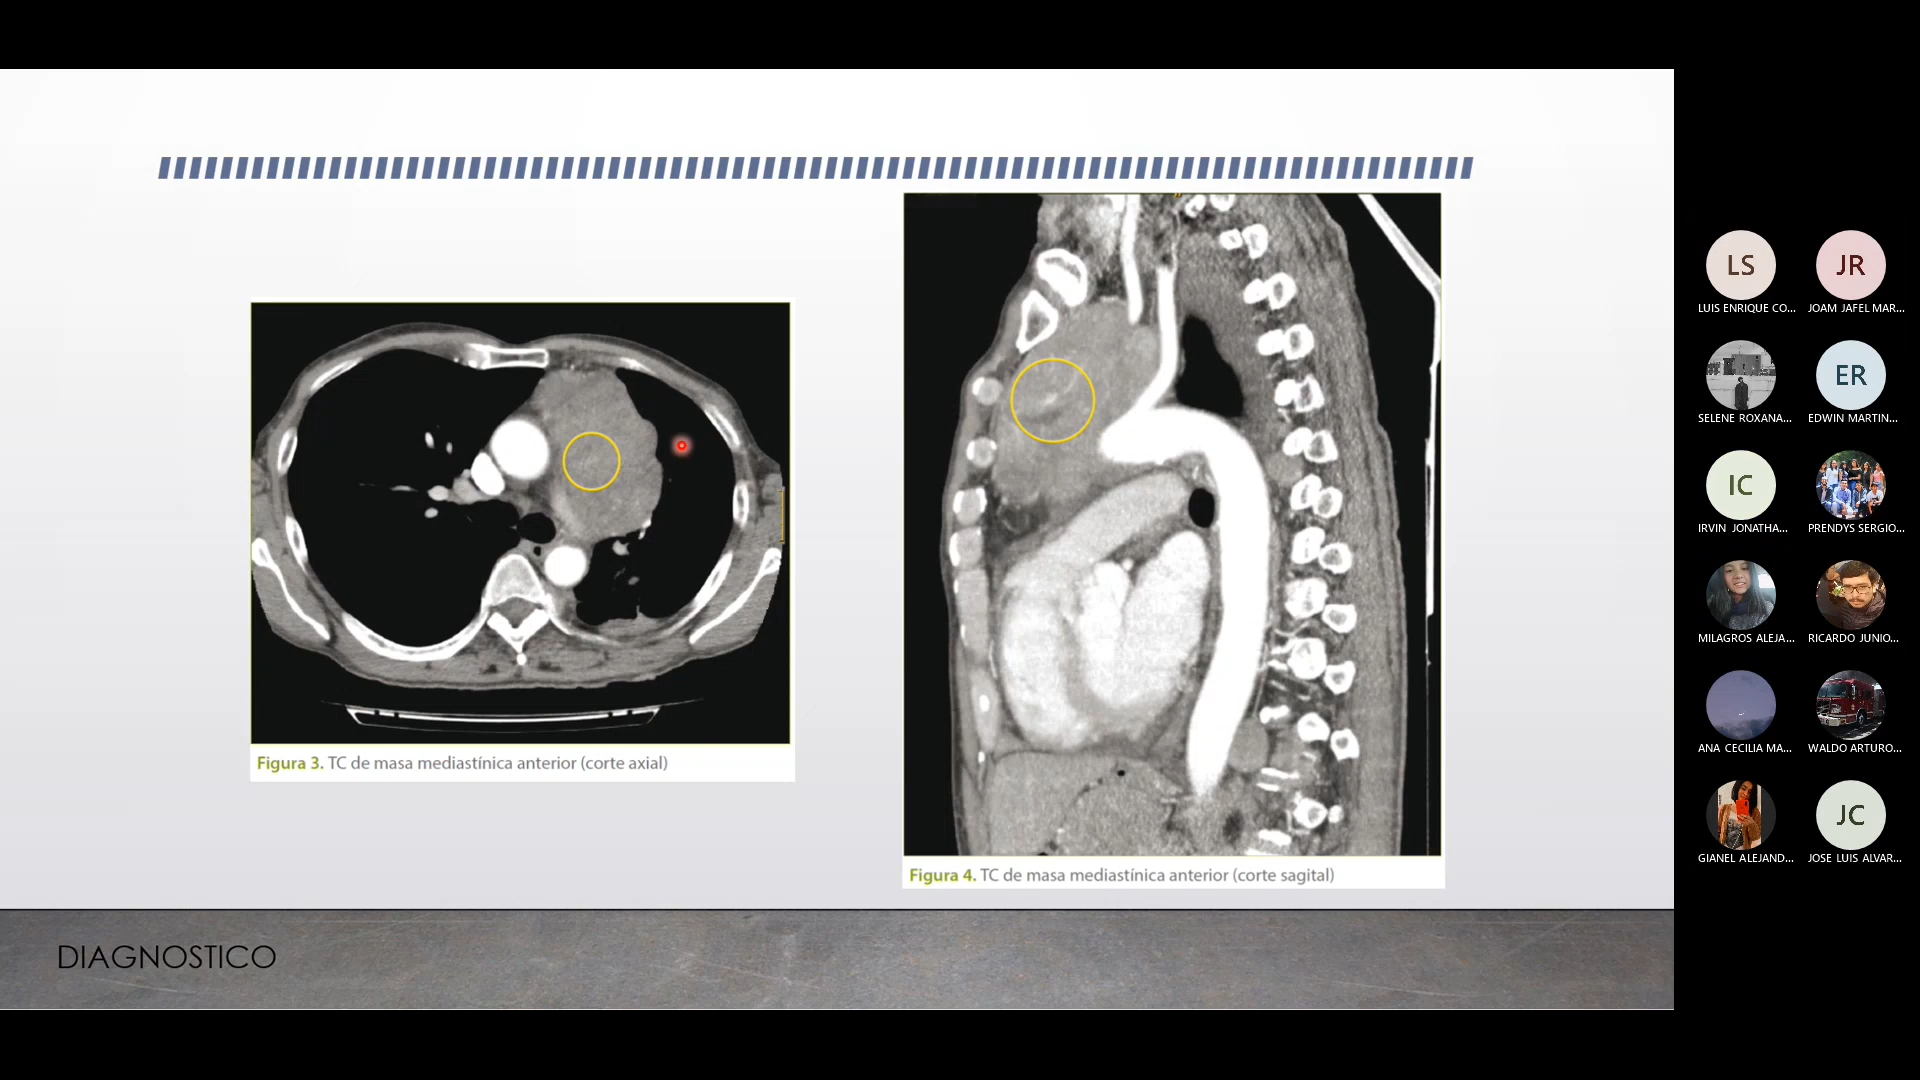 Figura 3. TC de masa mediastínica anterior (corte axial)
Figura 4. TC de masa mediastínica anterior (corte sagital)
DIAGNOSTICO
LS
JR
LUIS ENRIQUE CO...
JOAM JAFEL MAR...
ER
SELENE ROXANA...
EDWIN MARTIN...
IC
IRVIN JONATHA...
PRENDYS SERGIO...
MILAGROS ALEJA...
RICARDO JUNIO...
ANA CECILIA MA...
WALDO ARTURO...
JC
GIANEL ALEJAND...
JOSE LUIS ALVAR...